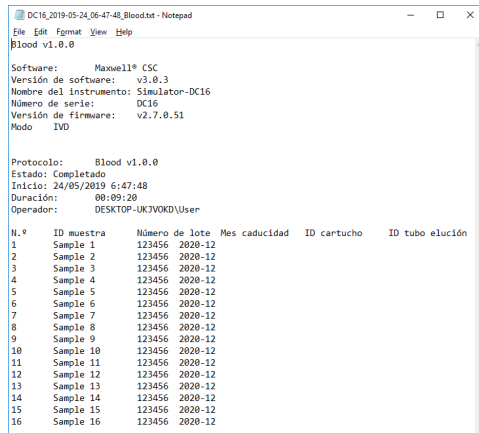 DC16_2019-05-24_06-47-48_Blood.txt - Notepad
File Edit Format View Help
Blood v1.0.0
Software: Maxwell® CSC
Versión de software: v3.0.3
Nombre del instrumento: Simulator-DC16
Número de serie: DC16
Versión de firmware: v2.7.0.51
Modo IVD
Protocolo: Blood v1.0.0
Estado: Completado
Inicio: 24/05/2019 6:47:48
Duración: 00:09:20
Operador: DESKTOP-UKJVOKD\User
N.º ID muestra Número de lote Mes caducidad ID cartucho ID tubo elución
1 Sample 1 123456 2020-12
2 Sample 2 123456 2020-12
3 Sample 3 123456 2020-12
4 Sample 4 123456 2020-12
5 Sample 5 123456 2020-12
6 Sample 6 123456 2020-12
7 Sample 7 123456 2020-12
8 Sample 8 123456 2020-12
9 Sample 9 123456 2020-12
10 Sample 10 123456 2020-12
11 Sample 11 123456 2020-12
12 Sample 12 123456 2020-12
13 Sample 13 123456 2020-12
14 Sample 14 123456 2020-12
15 Sample 15 123456 2020-12
16 Sample 16 123456 2020-12